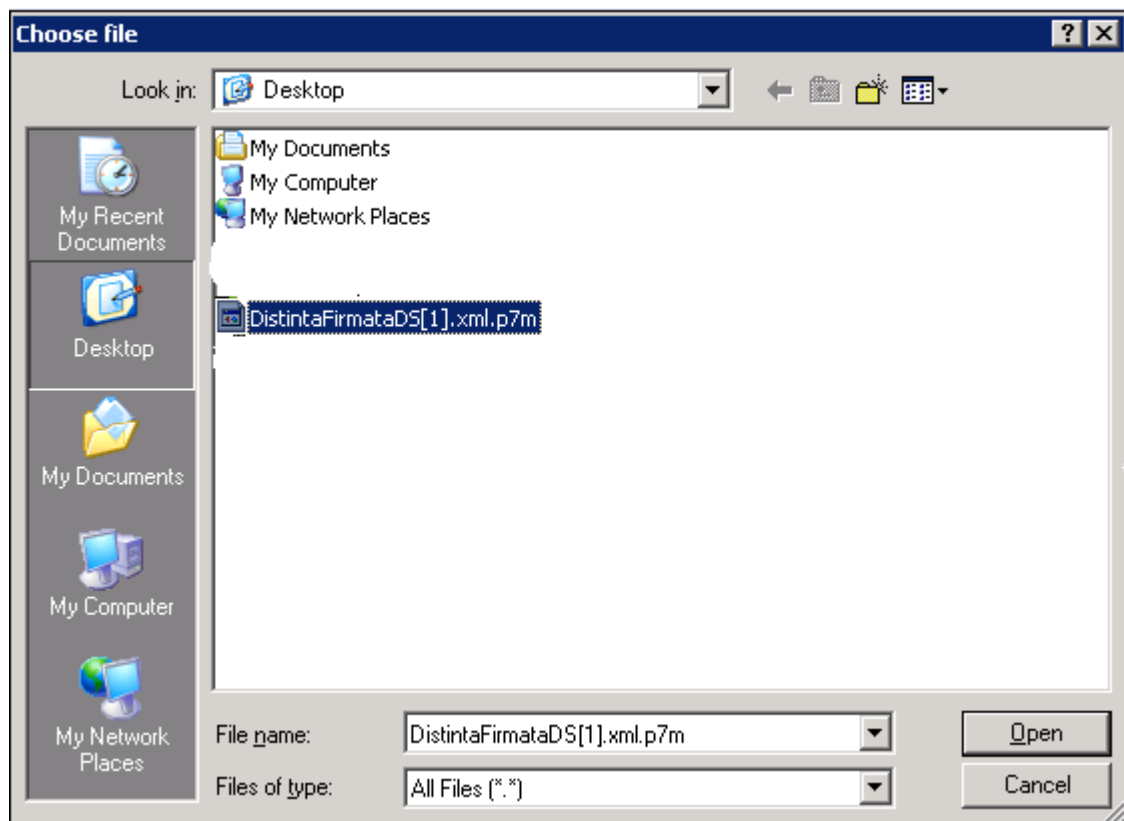 Choose file
Look in:
Desktop
My Documents
My Computer
My Network Places
DistintaFirmataDS[1].xml.p7m
My Recent
Documents
Desktop
My Documents
My Computer
My Network
Places
File name:
DistintaFirmataDS[1].xml.p7m
Open
Files of type:
All Files (*.*)
Cancel